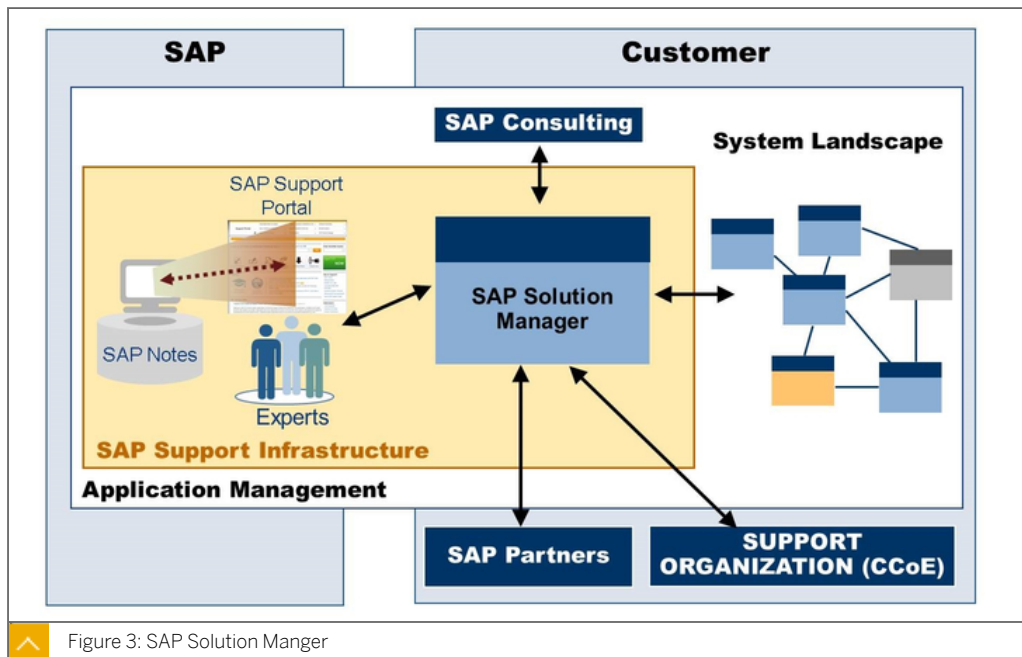 SAP
Customer
SAP Consulting
System Landscape
SAP Support
Portal
SAP Solution
Manager
SAP Notes
Experts
SAP Support Infrastructure
Application Management
SAP Partners
SUPPORT
ORGANIZATION (CCoE)
Figure 3: SAP Solution Manger